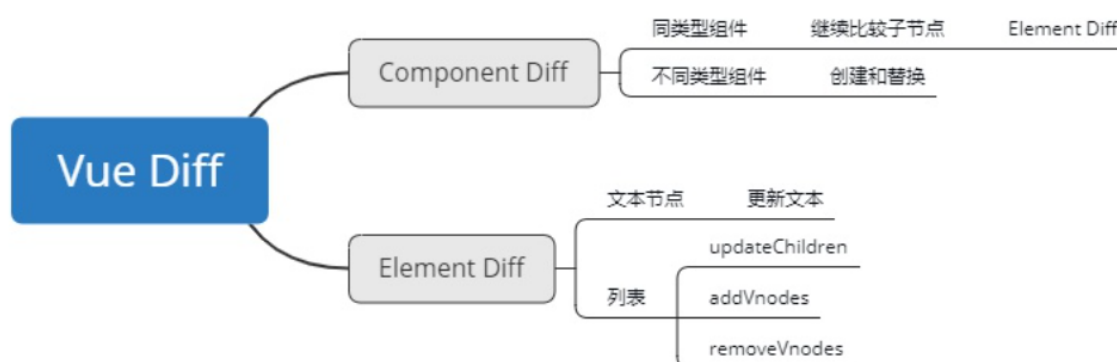 Vue Diff
Component Diff
同类型组件 继续比较子节点 Element Diff
不同类型组件 创建和替换
Element Diff
文本节点 更新文本
列表
updateChildren
addVnodes
removeVnodes